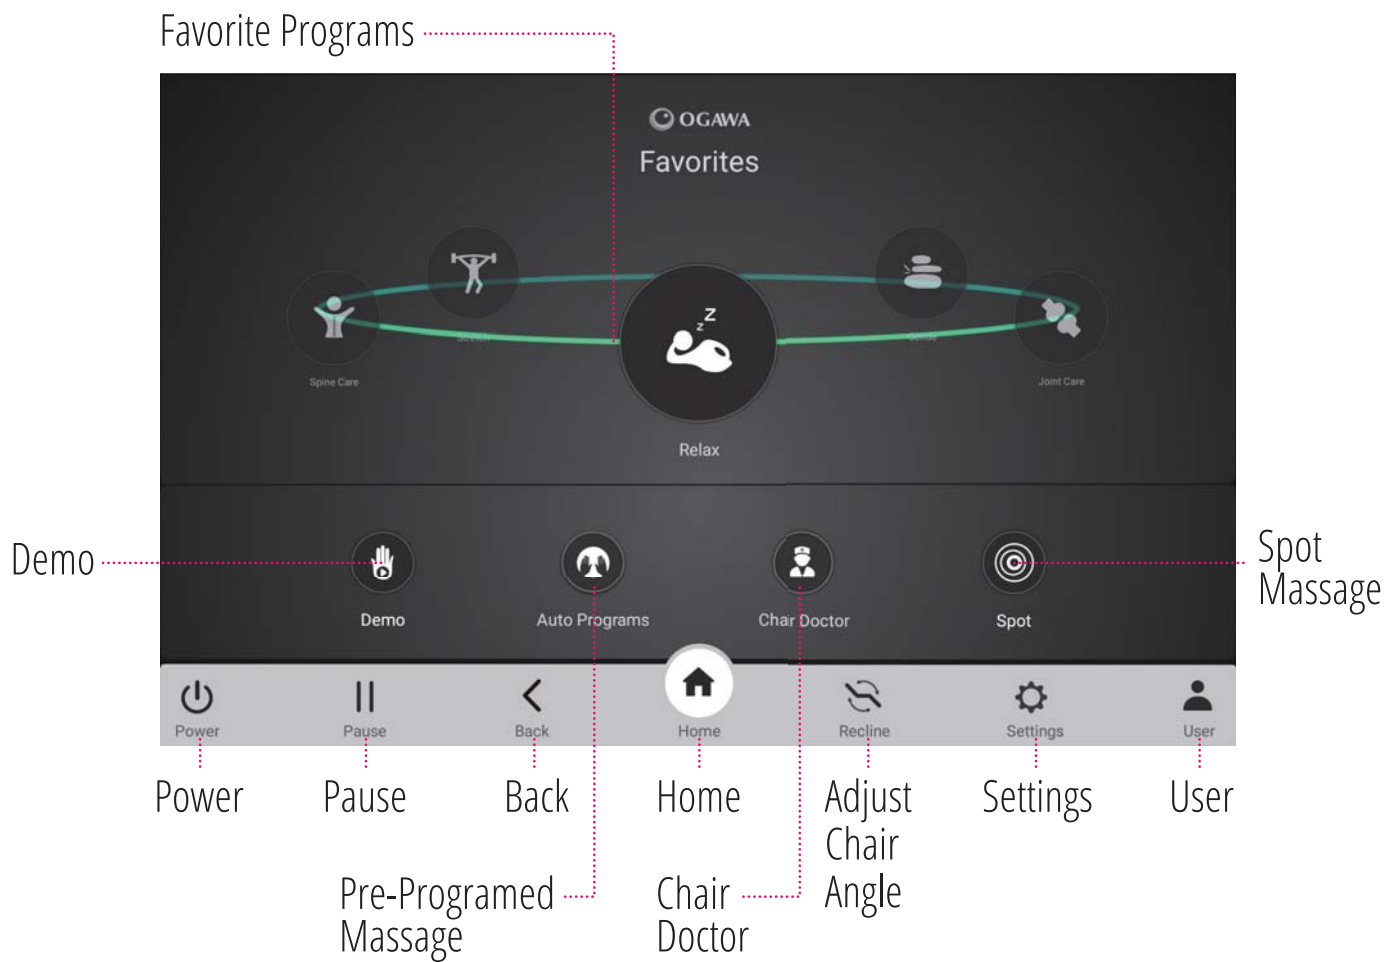 Favorite Programs
OGAWA
Favorites
z
Z
Stretch
Gentle
Spine Care
Joint Care
Relax
Demo
Spot
Massage
Demo
Auto Programs
Chair Doctor
Spot
Power
Pause
Back
Home
Recline
Settings
User
Power
Pause
Back
Home
Adjust
Chair
Angle
Settings
User
Pre-Programed
Massage
Chair
Doctor